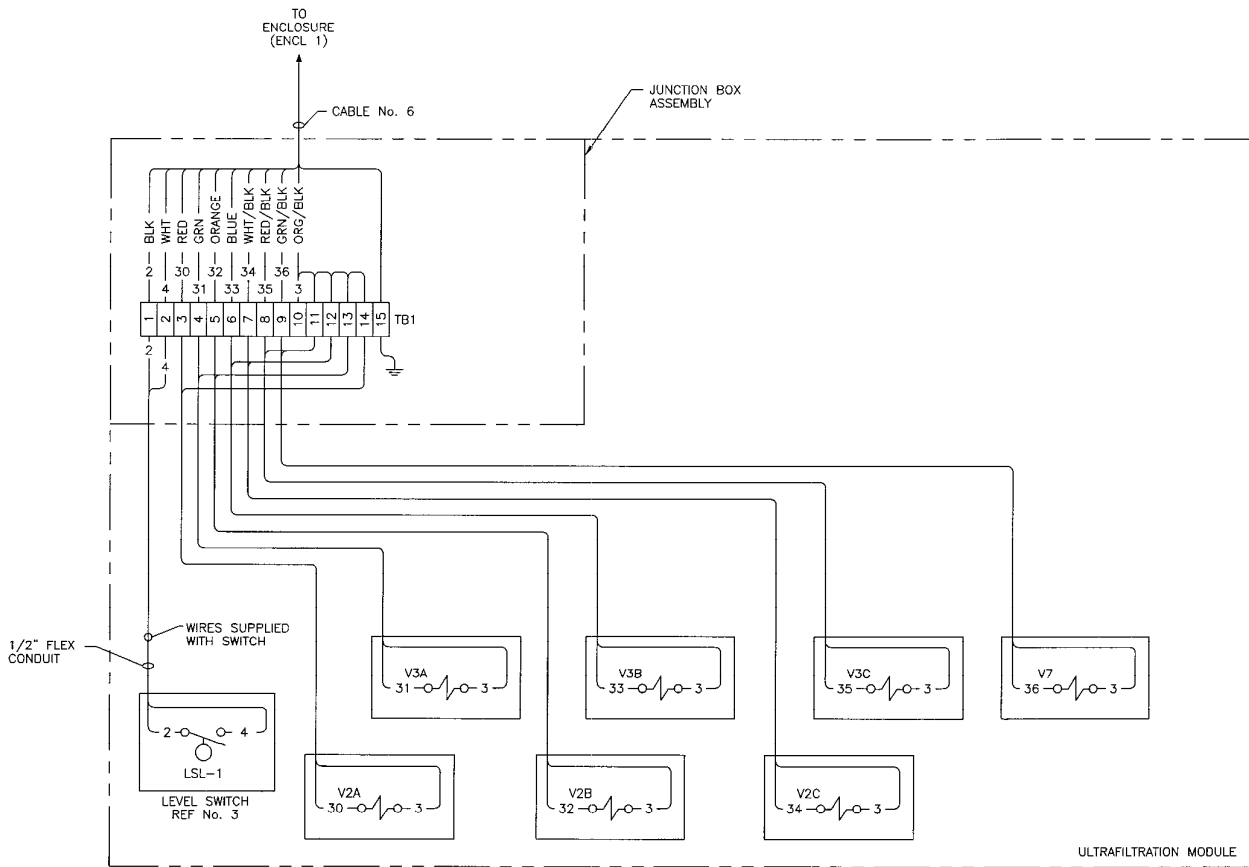 TO
ENCLOSURE
(ENCL 1)
JUNCTION BOX
ASSEMBLY
CABLE No. 6
BLK
WHT
RED
GRN
ORANGE
BLUE
WHT/BLK
RED/BLK
GRN/BLK
ORG/BLK
2 30 32 34 36
4 31 33 35 3
1 2 3 4 5 6 7 8 9 10 11 12 13 14 15 TB1
2
4
WIRES SUPPLIED
WITH SWITCH
1/2" FLEX
CONDUIT
V3A
31 3
V3B
33 3
V3C
35 3
V7
36 3
2 4
LSL-1
LEVEL SWITCH
REF No. 3
V2A
30 3
V2B
32 3
V2C
34 3
ULTRAFILTRATION MODULE